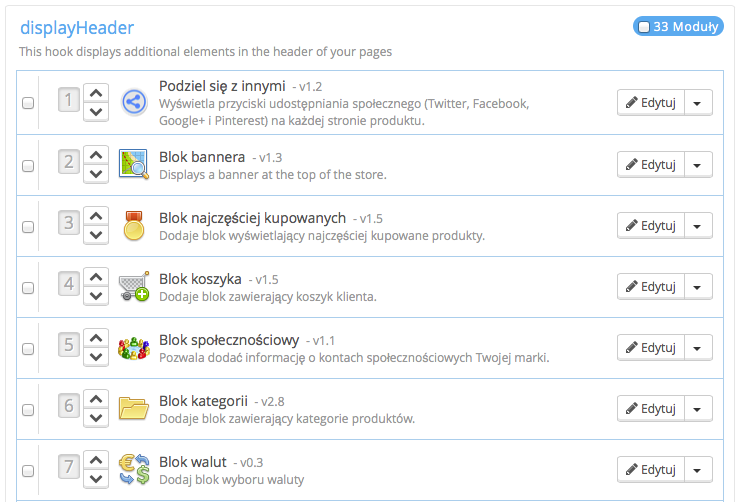 displayHeader
33 Moduły
This hook displays additional elements in the header of your pages
1
Podziel się z innymi - v1.2
Wyświetla przyciski udostępniania społecznego (Twitter, Facebook,
Google+ i Pinterest) na każdej stronie produktu.
Edytuj
2
Blok bannera - v1.3
Displays a banner at the top of the store.
Edytuj
3
Blok najczęściej kupowanych - v1.5
Dodaje blok wyświetlający najczęściej kupowane produkty.
Edytuj
4
Blok koszyka - v1.5
Dodaje blok zawierający koszyk klienta.
Edytuj
5
Blok społecznościowy - v1.1
Pozwala dodać informację o kontach społecznościowych Twojej marki.
Edytuj
6
Blok kategorii - v2.8
Dodaje blok zawierający kategorie produktów.
Edytuj
7
Blok walut - v0.3
Dodaj blok wyboru waluty
Edytuj